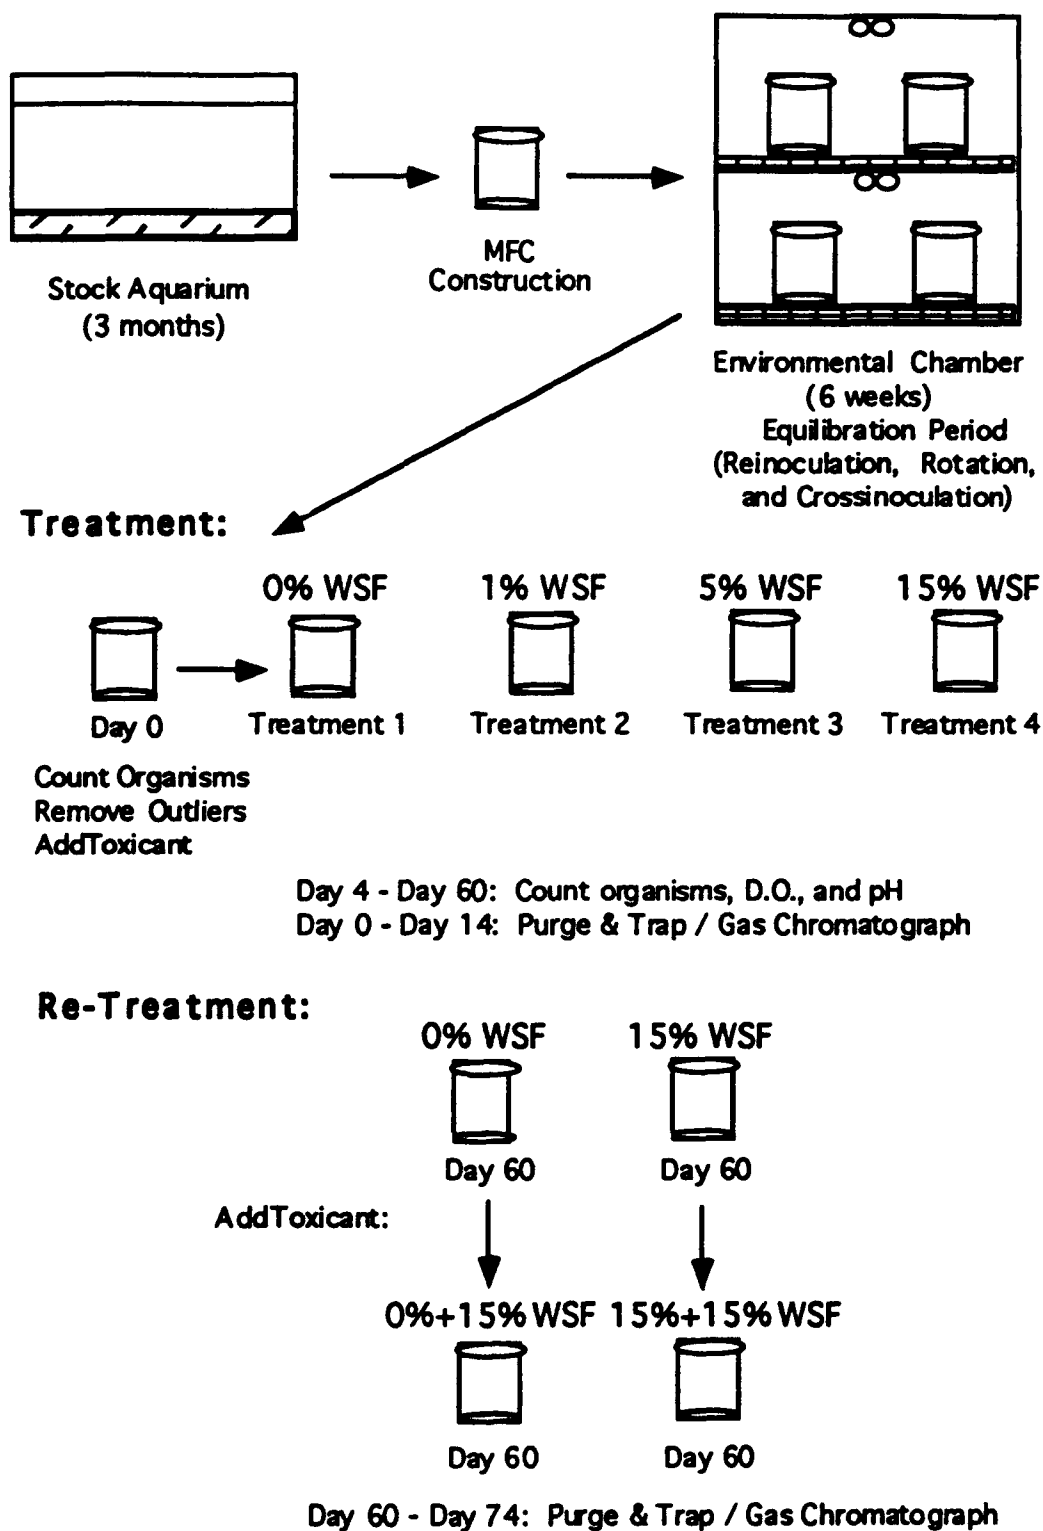 Stock Aquarium
(3 months)
MFC
Construction
Environmental Chamber
(6 weeks)
Equilibration Period
(Reinoculation, Rotation,
and Crossinoculation)
Treatment:
0% WSF 1% WSF 5% WSF 15% WSF
Day 0 Treatment 1 Treatment 2 Treatment 3 Treatment 4
Count Organisms
Remove Outliers
AddToxicant
Day 4 - Day 60: Count organisms, D.O., and pH
Day 0 - Day 14: Purge & Trap / Gas Chromatograph
Re-Treatment:
0% WSF 15% WSF
Day 60 Day 60
AddToxicant:
0%+15% WSF 15%+15% WSF
Day 60 Day 60
Day 60 - Day 74: Purge & Trap / Gas Chromatograph